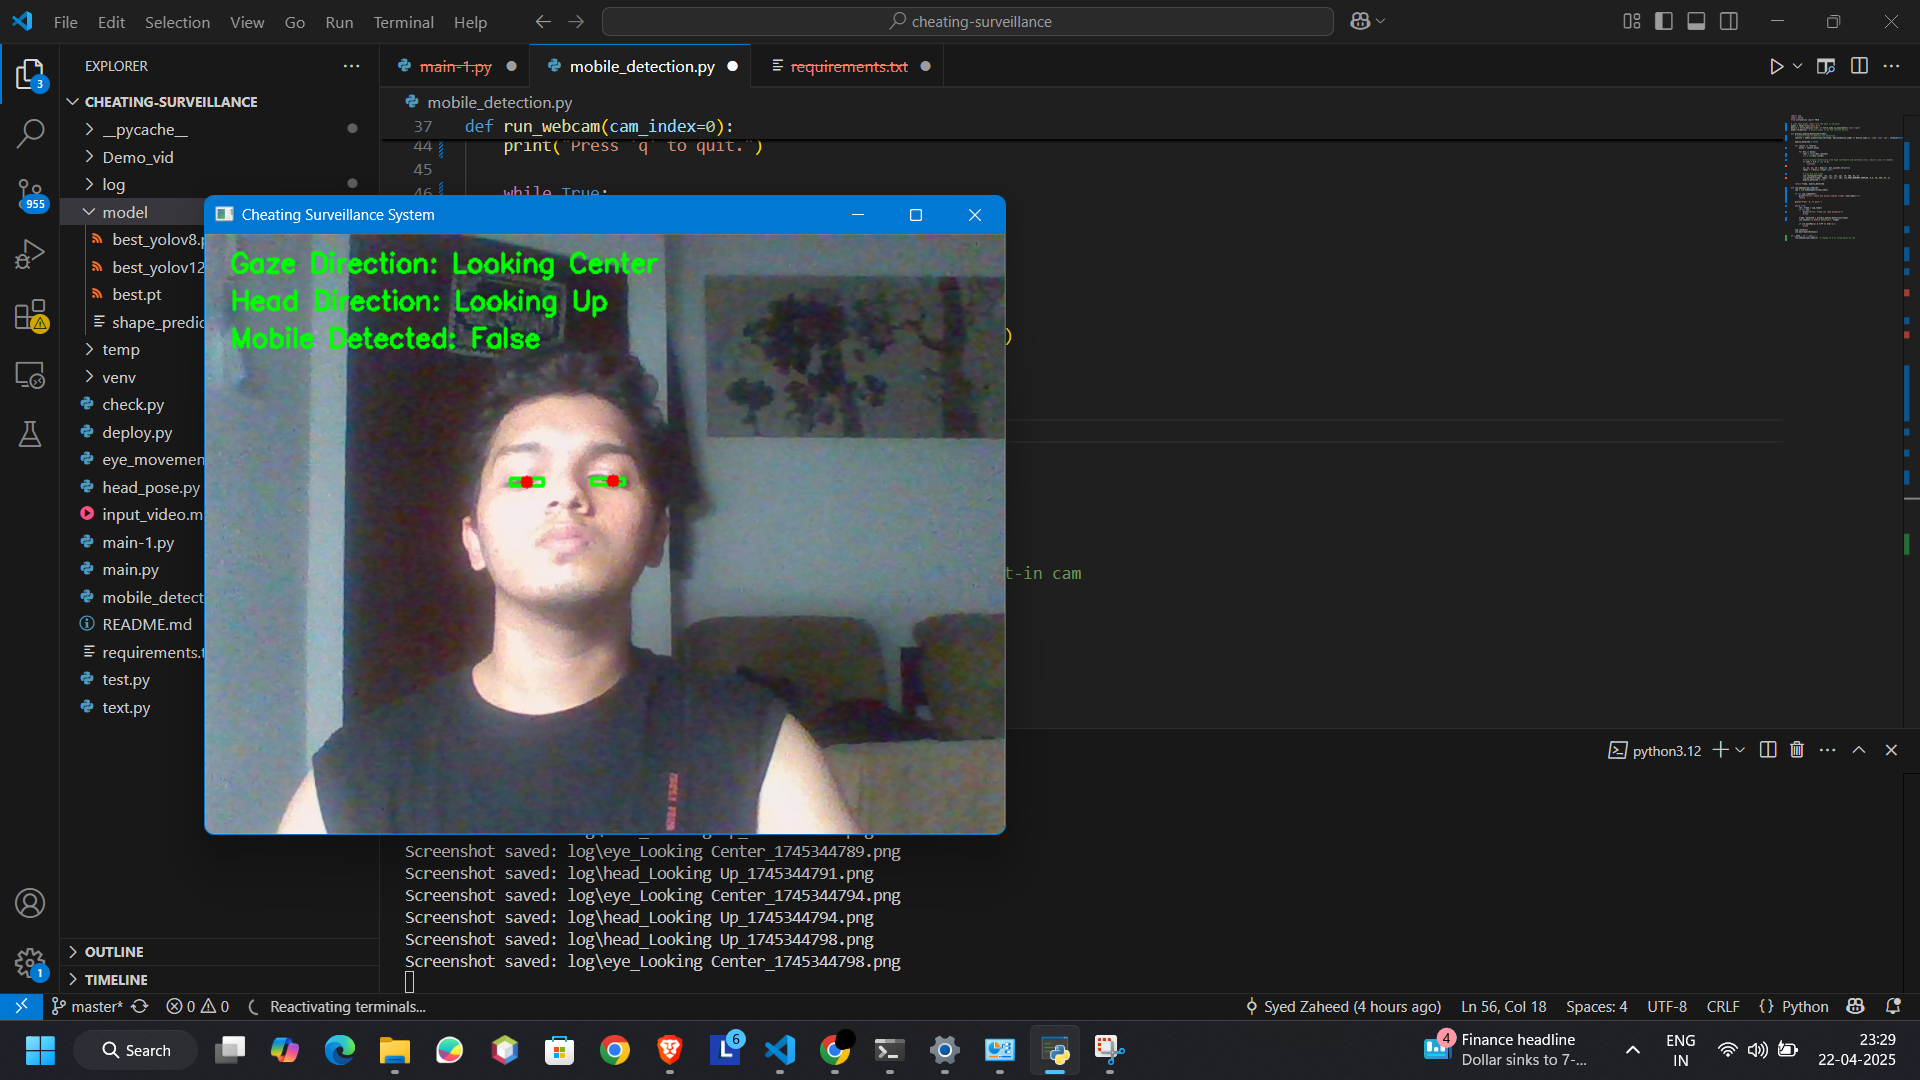 File Edit Selection View Go Run Terminal Help
cheating-surveillance
EXPLORER
3
main-1.py
mobile_detection.py
requirements.txt
CHEATING-SURVEILLANCE
mobile_detection.py
__pycache__
37 def run_webcam(cam_index=0):
Demo_vid
44 print("Press 'q' to quit.")
45
log
46 while True:
955
model
Cheating Surveillance System
best_yolov8.p
best_yolov12
best.pt
shape_predic
temp
venv
check.py
deploy.py
eye_movemen
head_pose.py
input_video.m
main-1.py
main.py
mobile_detect
README.md
requirements.t
test.py
text.py
Gaze Direction: Looking Center
Head Direction: Looking Up
Mobile Detected: False
)
t-in cam
python3.12
Screenshot saved: log\eye_Looking Center_1745344789.png
Screenshot saved: log\head_Looking Up_1745344791.png
Screenshot saved: log\eye_Looking Center_1745344794.png
Screenshot saved: log\head_Looking Up_1745344794.png
Screenshot saved: log\head_Looking Up_1745344798.png
Screenshot saved: log\eye_Looking Center_1745344798.png
OUTLINE
TIMELINE
1
master* 0 0 Reactivating terminals...
Syed Zaheed (4 hours ago) Ln 56, Col 18 Spaces: 4 UTF-8 CRLF {} Python
Search
6
4
Finance headline
Dollar sinks to 7-...
ENG
IN
23:29
22-04-2025